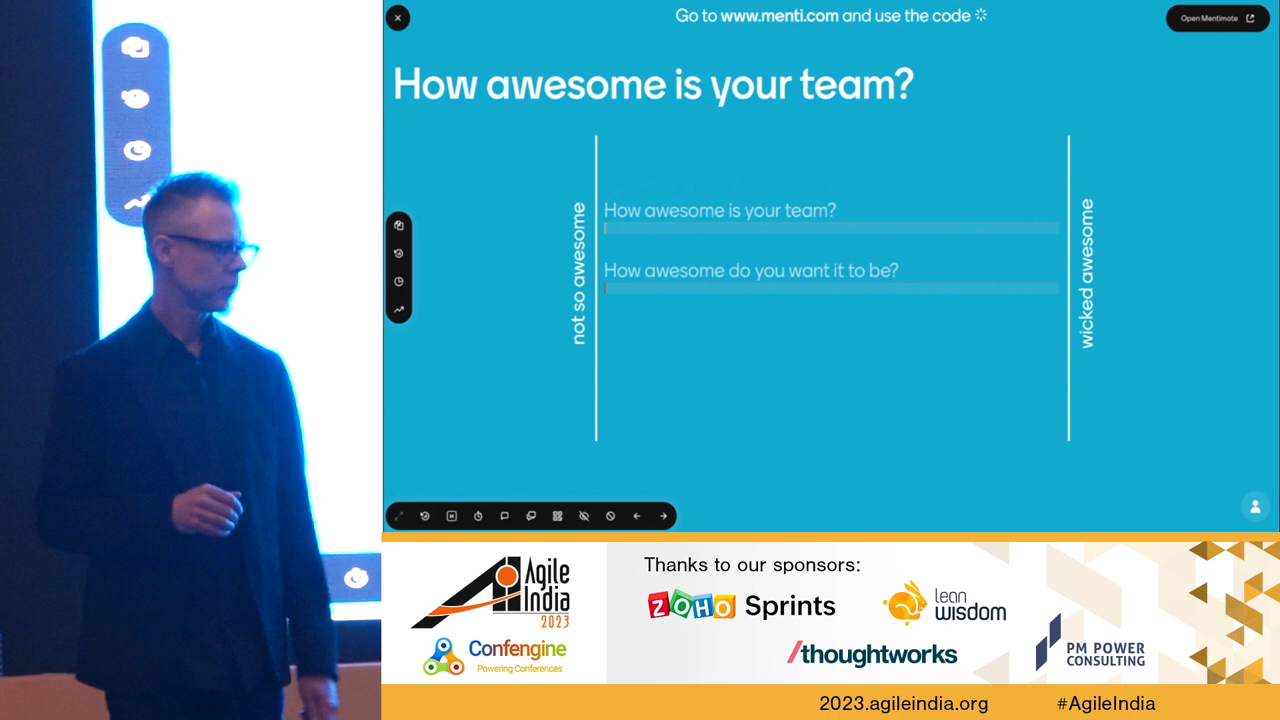 Go to www.menti.com and use the code
Open Mentimote
How awesome is your team?
not so awesome
How awesome is your team?
How awesome do you want it to be?
wicked awesome
Agile
India
2023
Confengine
Powering Conferences
Thanks to our sponsors:
ZOHO Sprints
lean
wisdom
/thoughtworks
PM POWER
CONSULTING
2023.agileindia.org
#AgileIndia